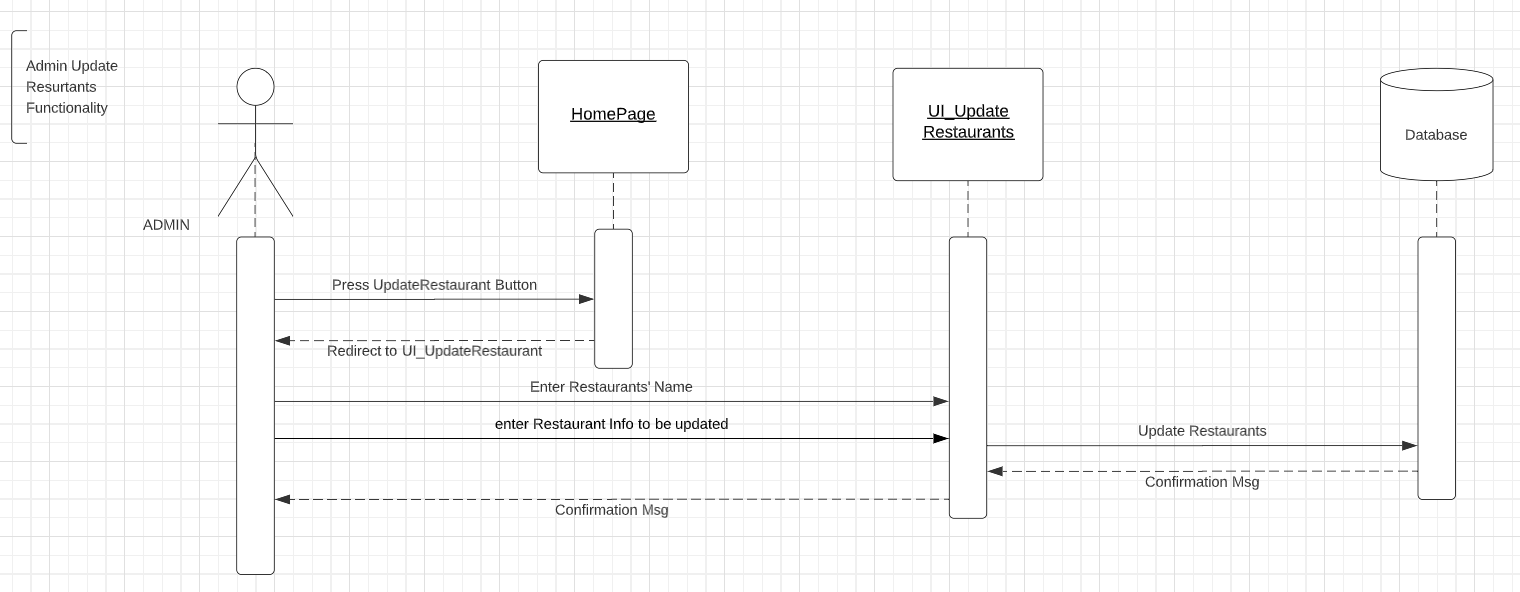 Admin Update
Resurtants
Functionality
ADMIN
HomePage
UI_Update
Restaurants
Database
Press UpdateRestaurant Button
Redirect to UI_UpdateRestaurant
Enter Restaurants' Name
enter Restaurant Info to be updated
Update Restaurants
Confirmation Msg
Confirmation Msg